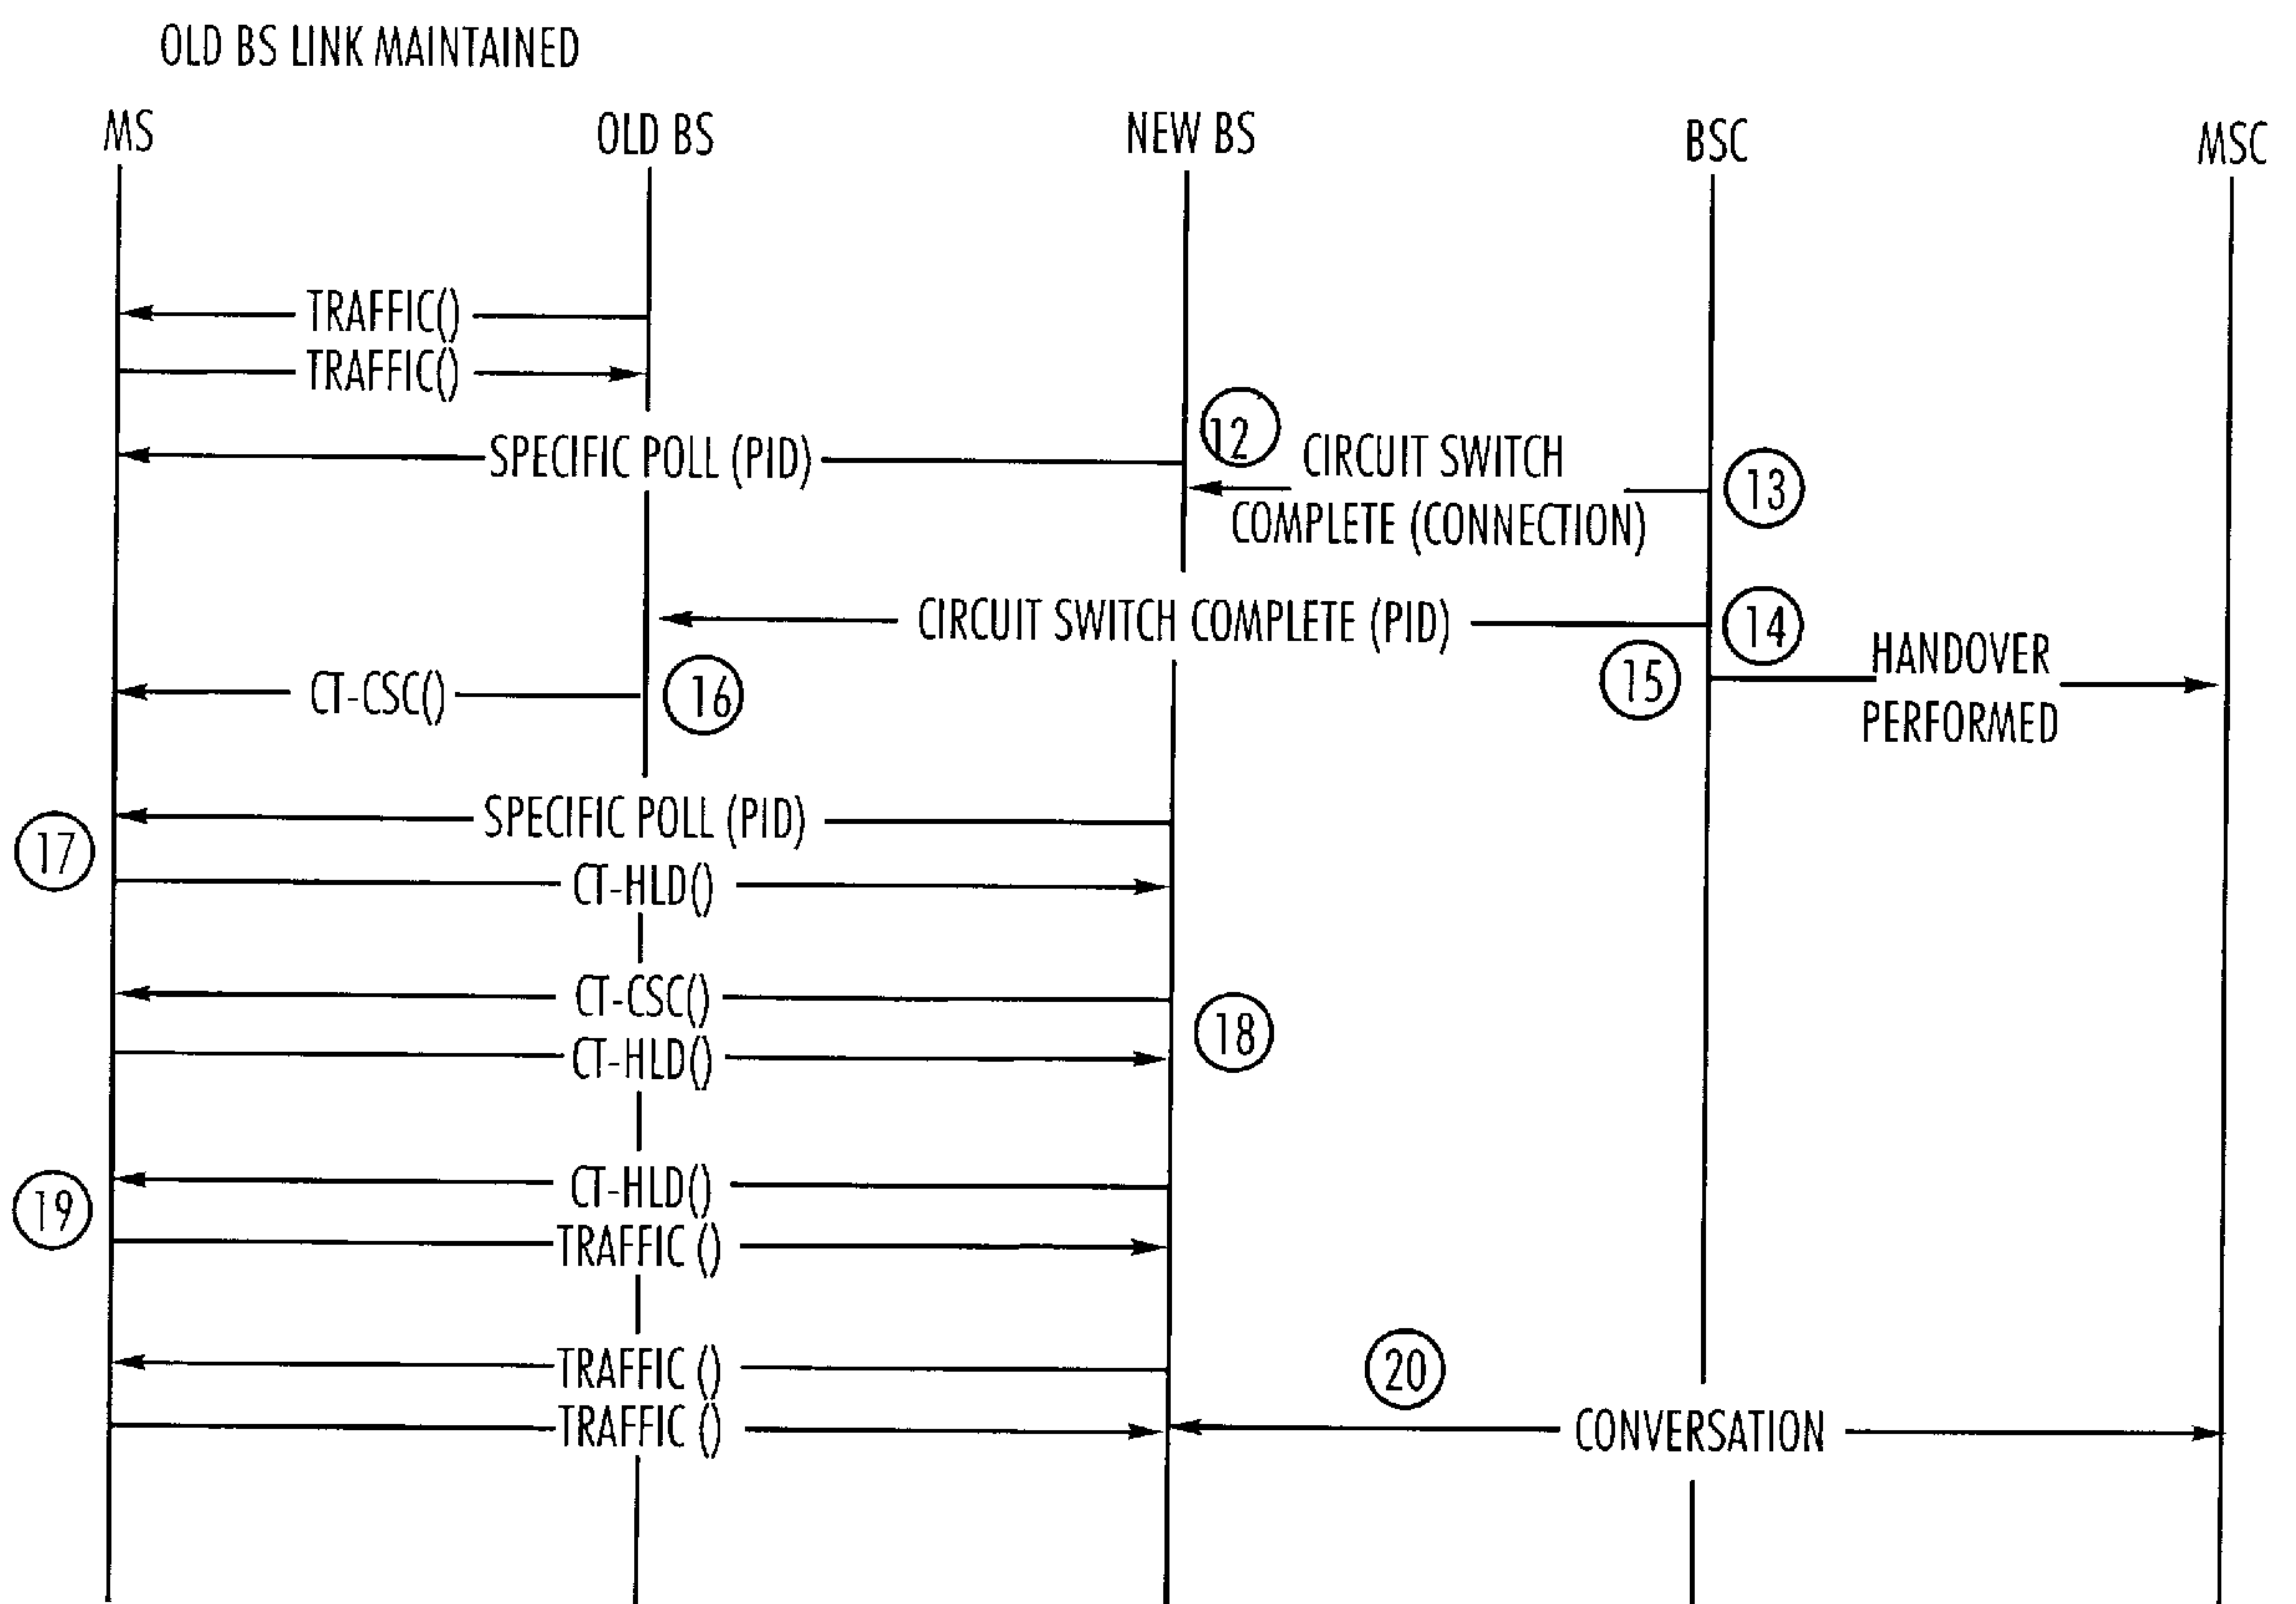 OLD BS LINK MAINTAINED
MS
OLD BS
NEW BS
BSC
MSC
TRAFFIC()
TRAFFIC()
12
SPECIFIC POLL (PID)
CIRCUIT SWITCH
COMPLETE (CONNECTION)
13
CIRCUIT SWITCH COMPLETE (PID)
14
15
HANDOVER
PERFORMED
CT-CSC()
16
SPECIFIC POLL (PID)
17
CT-HLD()
CT-CSC()
18
CT-HLD()
CT-HLD()
19
TRAFFIC ()
TRAFFIC ()
20
TRAFFIC ()
CONVERSATION